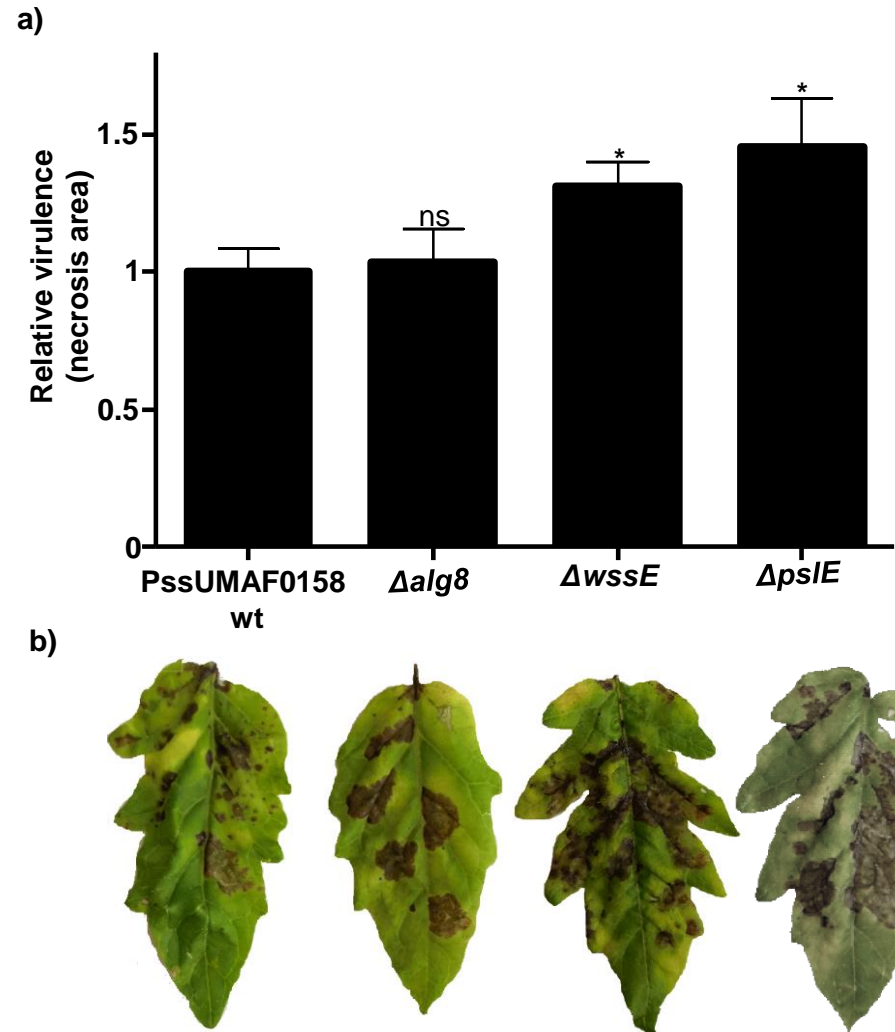 a)
Relative virulence
(necrosis area)
1.5
1
0.5
0
ns
*
*
PssUMAF0158
wt
Δalg8
ΔwssE
ΔpslE
b)